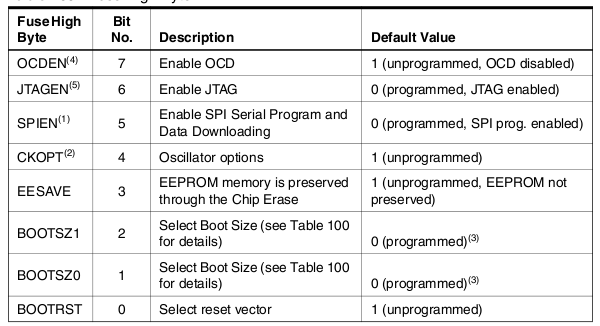 Fuse High Byte Bit No. Description Default Value
OCDEN(4) 7 Enable OCD 1 (unprogrammed, OCD disabled)
JTAGEN(5) 6 Enable JTAG 0 (programmed, JTAG enabled)
SPIEN(1) 5 Enable SPI Serial Program and Data Downloading 0 (programmed, SPI prog. enabled)
CKOPT(2) 4 Oscillator options 1 (unprogrammed)
EESAVE 3 EEPROM memory is preserved through the Chip Erase 1 (unprogrammed, EEPROM not preserved)
BOOTSZ1 2 Select Boot Size (see Table 100 for details) 0 (programmed)(3)
BOOTSZ0 1 Select Boot Size (see Table 100 for details) 0 (programmed)(3)
BOOTRST 0 Select reset vector 1 (unprogrammed)